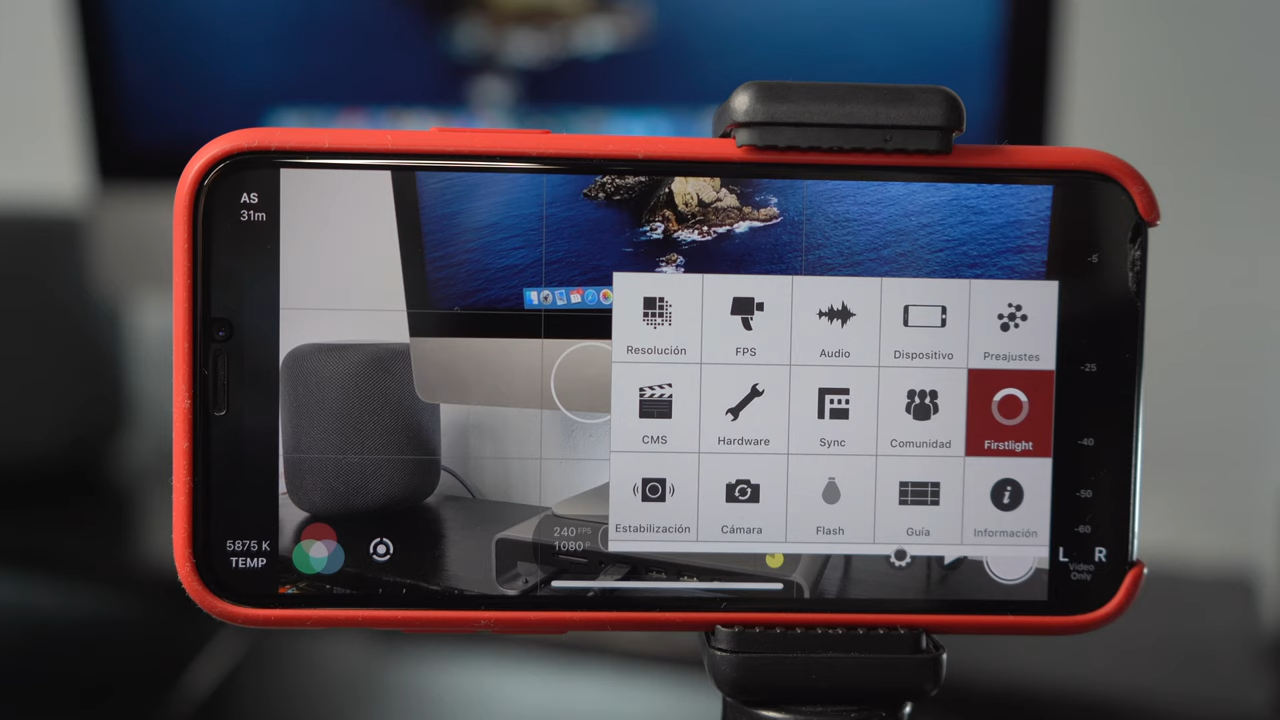 AS
31m
-5
-25
-40
-50
-60
Resolución
FPS
Audio
Dispositivo
Preajustes
CMS
Hardware
Sync
Comunidad
Firstlight
Estabilización
Cámara
Flash
Guía
Información
5875 K
TEMP
240 FPS
1080 P
L R
Video
Only